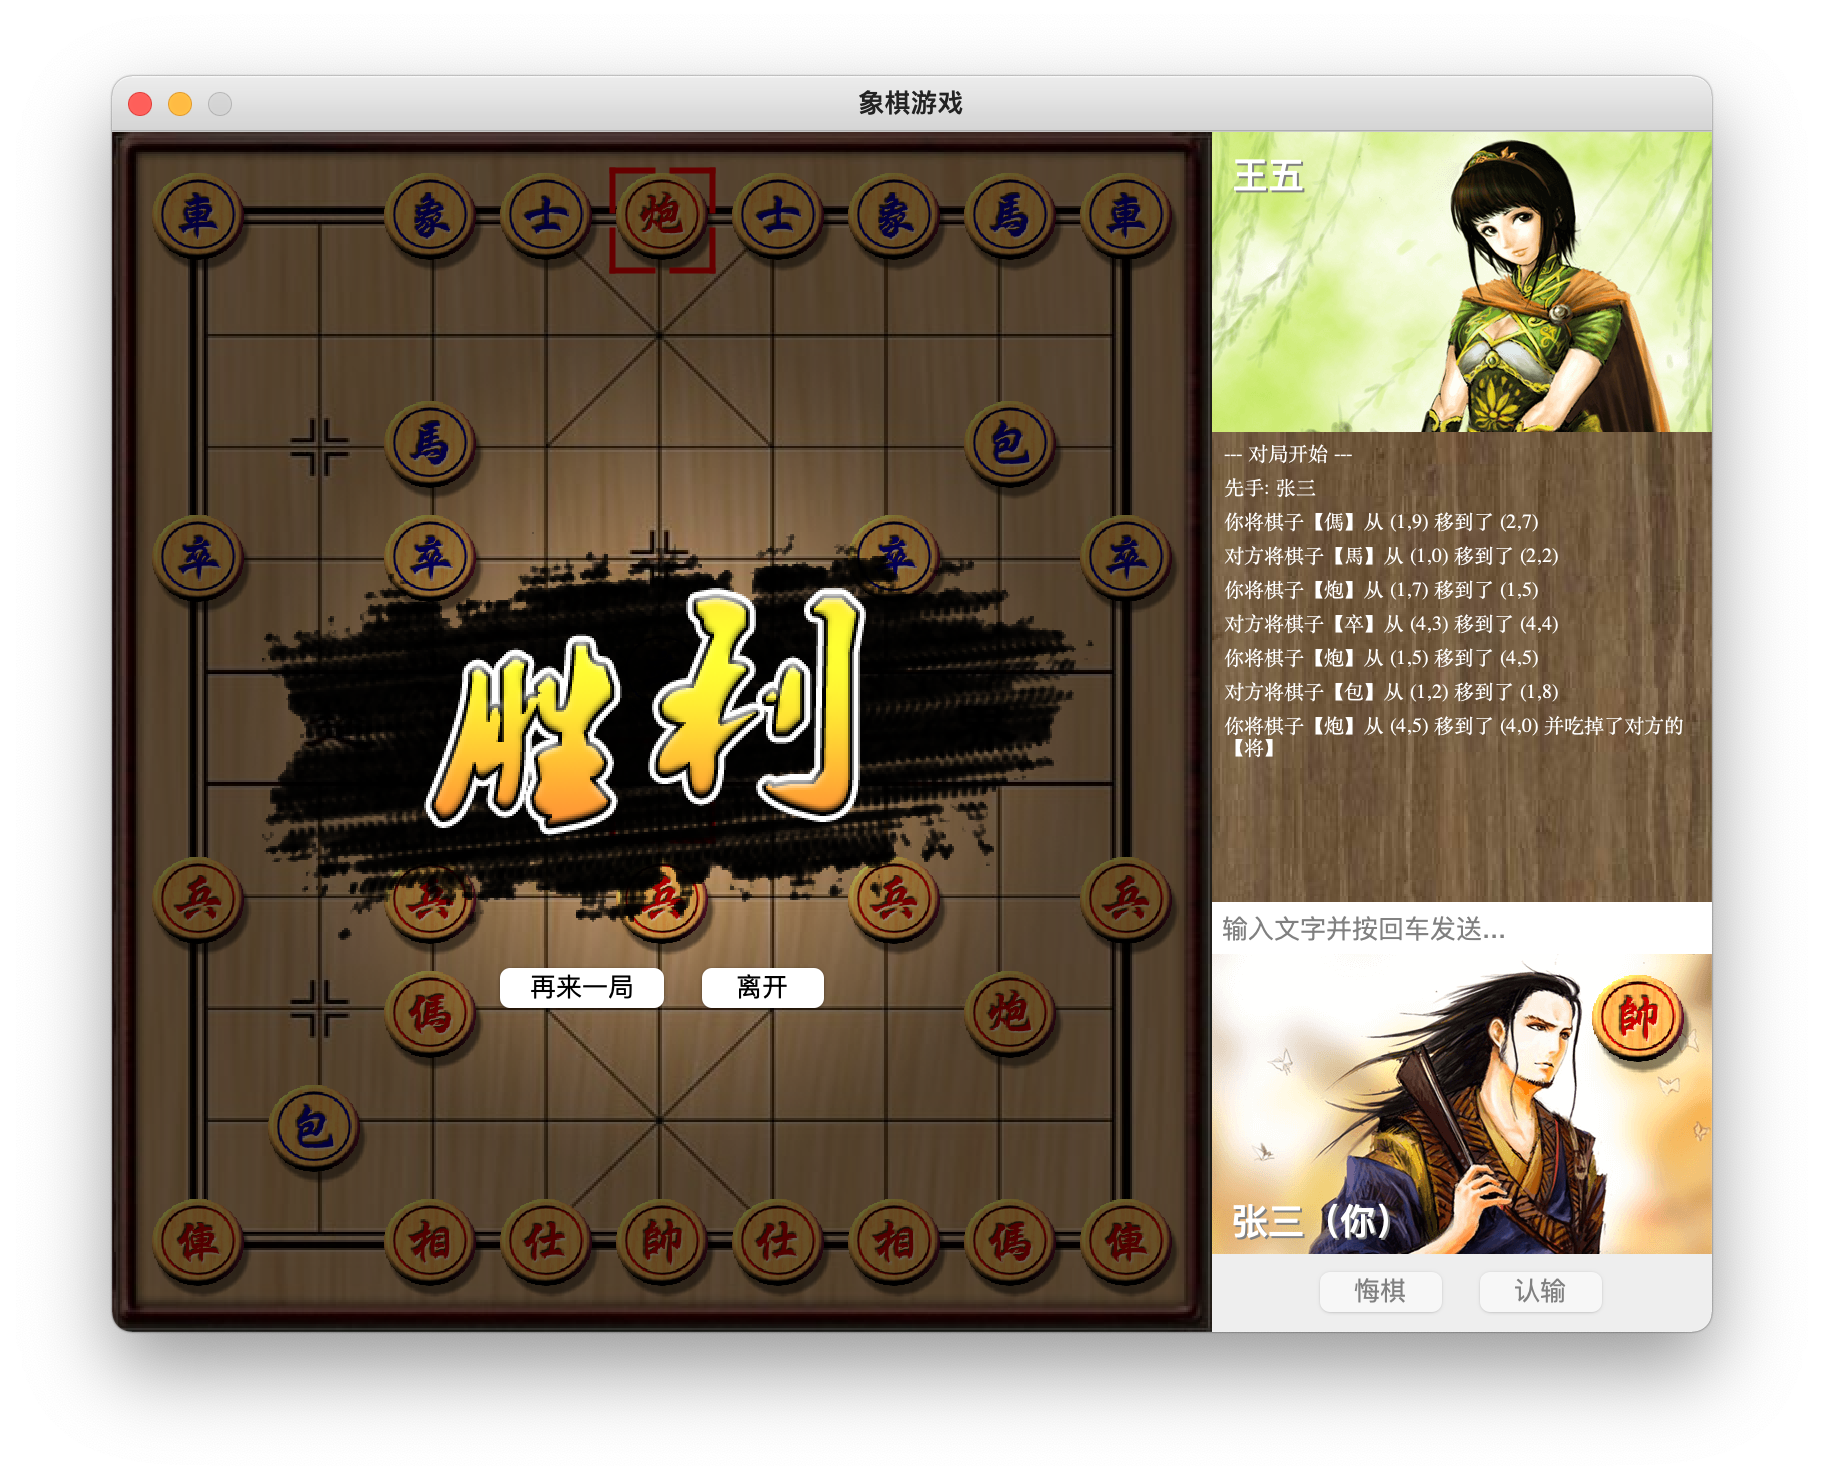 象棋游戏
車 象 士 炮 士 象 馬 車
馬 包
卒 卒 卒 卒
胜利
兵 兵 兵 兵 兵
傌 炮
再来一局 离开
包
俥 相 仕 帥 仕 相 傌 俥
王五
--- 对局开始 ---
先手: 张三
你将棋子【傌】从 (1,9) 移到了 (2,7)
对方将棋子【馬】从 (1,0) 移到了 (2,2)
你将棋子【炮】从 (1,7) 移到了 (1,5)
对方将棋子【卒】从 (4,3) 移到了 (4,4)
你将棋子【炮】从 (1,5) 移到了 (4,5)
对方将棋子【包】从 (1,2) 移到了 (1,8)
你将棋子【炮】从 (4,5) 移到了 (4,0) 并吃掉了对方的
【将】
输入文字并按回车发送...
帥
张三（你）
悔棋 认输